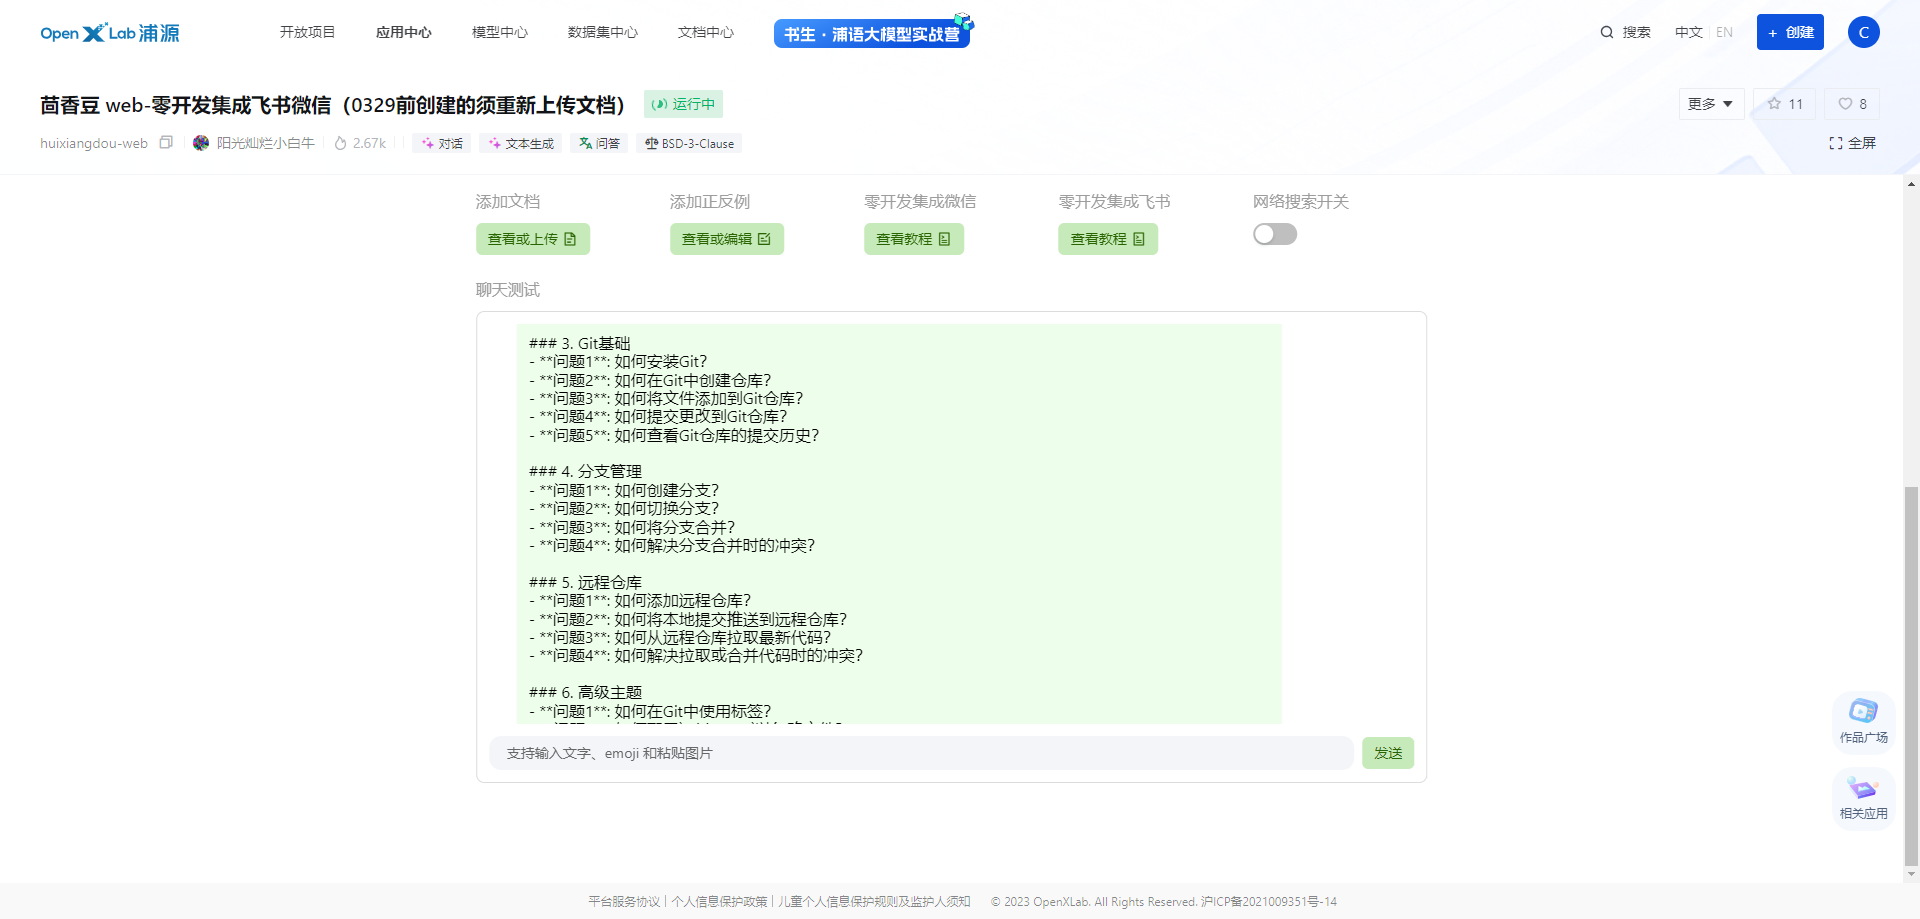 OpenXLab浦源
开放项目
应用中心
模型中心
数据集中心
文档中心
书生·浦语大模型实战营
搜索
中文 | EN
+ 创建
C
茴香豆 web-零开发集成飞书微信（0329前创建的须重新上传文档）
运行中
更多
11
8
huixiangdou-web
阳光灿烂小白牛
2.67k
对话
文本生成
问答
BSD-3-Clause
全屏
添加文档
添加正反例
零开发集成微信
零开发集成飞书
网络搜索开关
查看或上传
查看或编辑
查看教程
查看教程
聊天测试
### 3. Git基础
- **问题1**: 如何安装Git?
- **问题2**: 如何在Git中创建仓库?
- **问题3**: 如何将文件添加到Git仓库?
- **问题4**: 如何提交更改到Git仓库?
- **问题5**: 如何查看Git仓库的提交历史?
### 4. 分支管理
- **问题1**: 如何创建分支?
- **问题2**: 如何切换分支?
- **问题3**: 如何将分支合并?
- **问题4**: 如何解决分支合并时的冲突?
### 5. 远程仓库
- **问题1**: 如何添加远程仓库?
- **问题2**: 如何将本地提交推送到远程仓库?
- **问题3**: 如何从远程仓库拉取最新代码?
- **问题4**: 如何解决拉取或合并代码时的冲突?
### 6. 高级主题
- **问题1**: 如何在Git中使用标签?
支持输入文字、emoji 和粘贴图片
发送
作品广场
相关应用
平台服务协议 | 个人信息保护政策 | 儿童个人信息保护规则及监护人须知 © 2023 OpenXLab. All Rights Reserved. 沪ICP备2021009351号-14